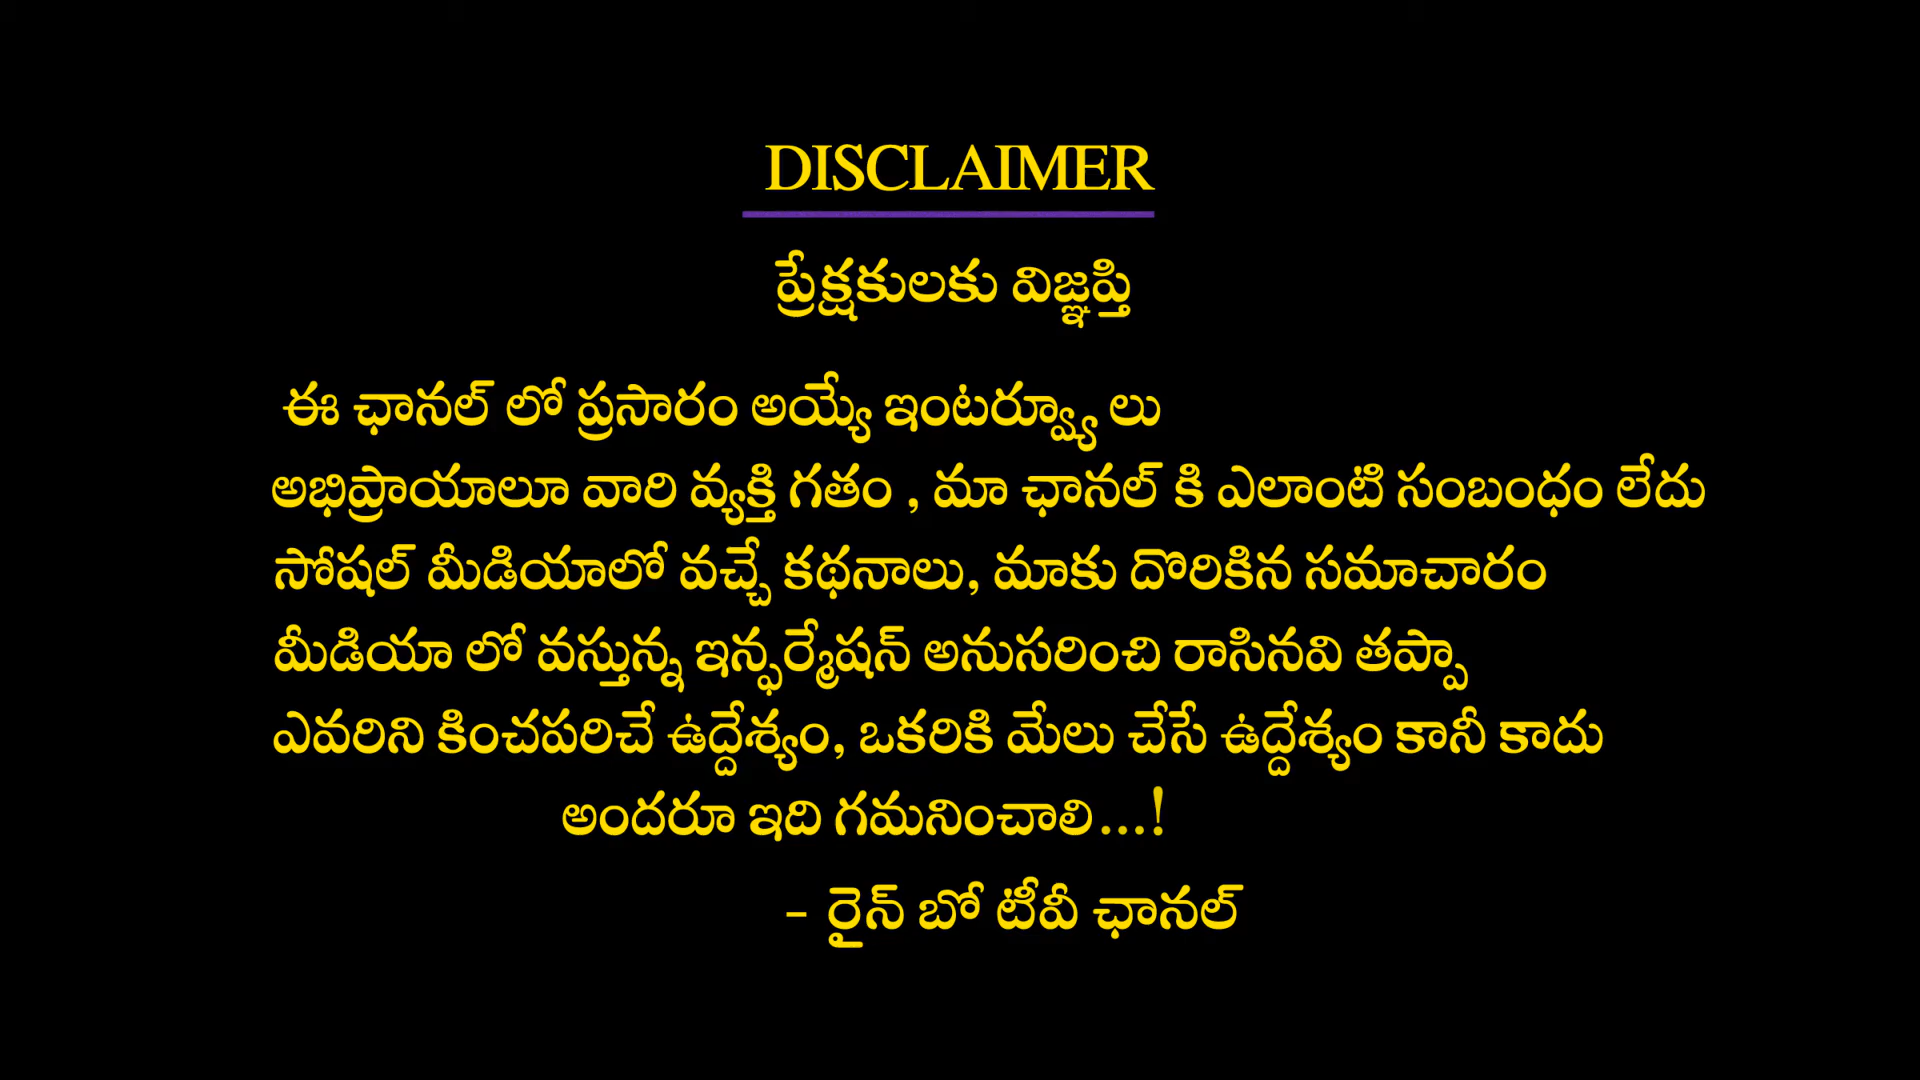 DISCLAIMER
ప్రేక్షకులకు విజ్ఞప్తి
ఈ ఛానల్ లో ప్రసారం అయ్యే ఇంటర్వ్యూ లు
అభిప్రాయాలూ వారి వ్యక్తి గతం , మా ఛానల్ కి ఎలాంటి సంబంధం లేదు
సోషల్ మీడియాలో వచ్చే కథనాలు, మాకు దొరికిన సమాచారం
మీడియా లో వస్తున్న ఇన్ఫర్మేషన్ అనుసరించి రాసినవి తప్పా
ఎవరిని కించపరిచే ఉద్దేశ్యం, ఒకరికి మేలు చేసే ఉద్దేశ్యం కానీ కాదు
అందరూ ఇది గమనించాలి...!
- రైన్ బో టీవీ ఛానల్